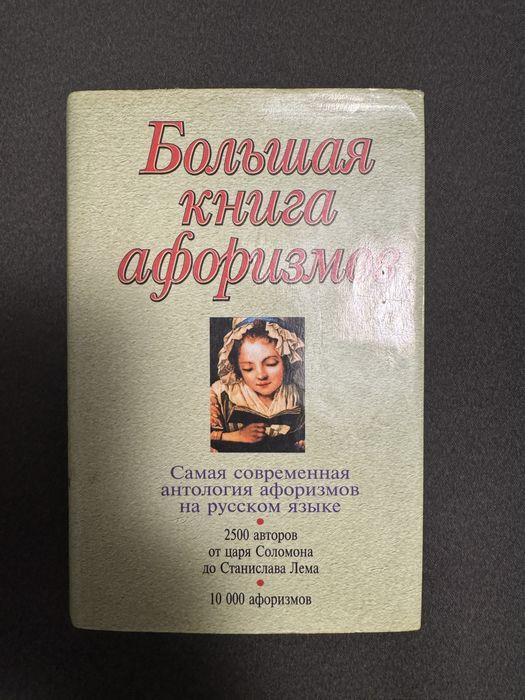 Большая
книга
афоризмов
Самая современная
антология афоризмов
на русском языке
•
2500 авторов
от царя Соломона
до Станислава Лема
•
10 000 афоризмов